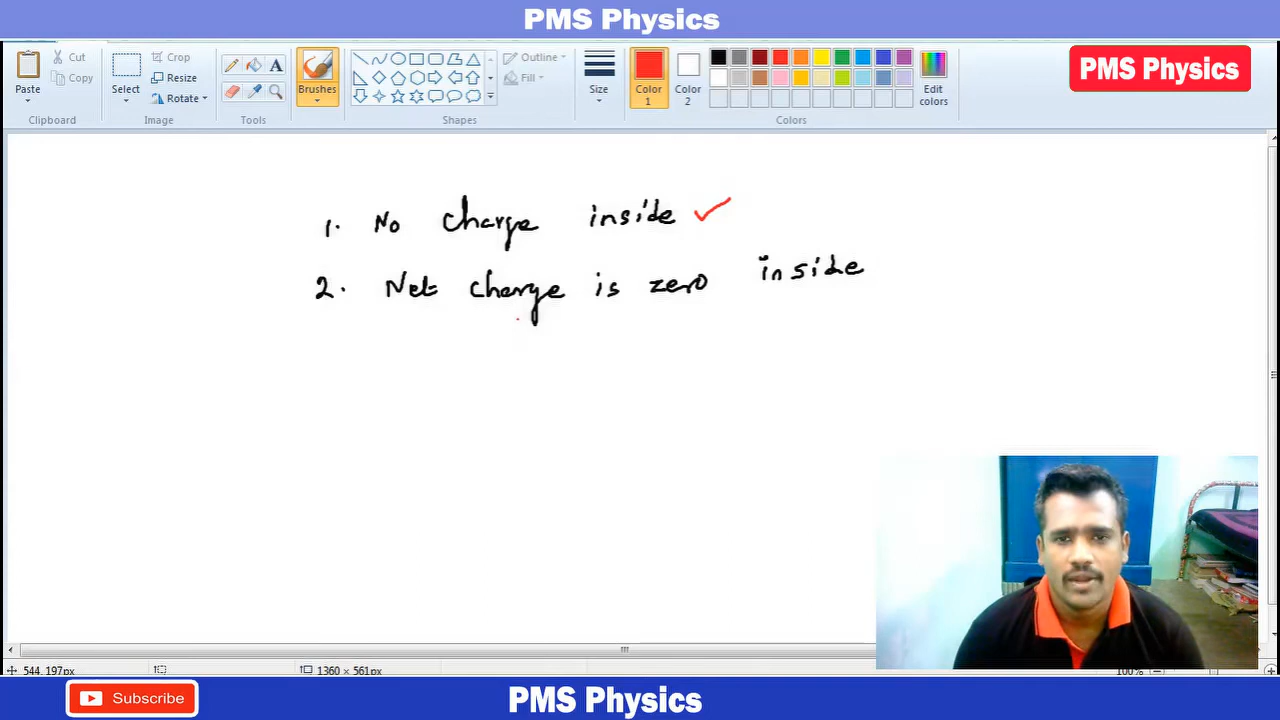 PMS Physics
Cut
Copy
Paste
Clipboard
Select
Crop
Resize
Rotate
Image
Tools
Brushes
Shapes
Outline
Fill
Size
Color 1
Color 2
Edit colors
Colors
PMS Physics
1. No charge inside ✓
2. Net charge is zero inside
544, 197px
1360 × 561px
100%
Subscribe
PMS Physics